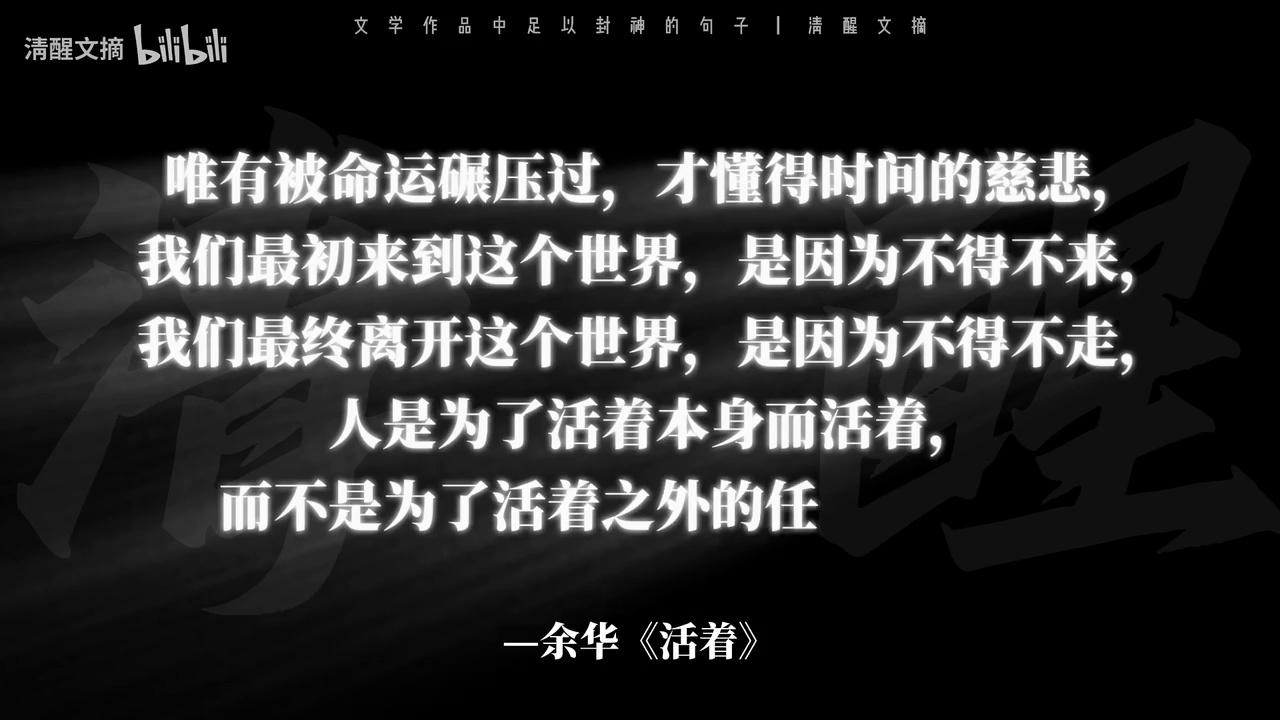 文学作品中足以封神的句子 | 清醒文摘
清醒文摘 bilibili
唯有被命运碾压过，才懂得时间的慈悲，
我们最初来到这个世界，是因为不得不来，
我们最终离开这个世界，是因为不得不走，
人是为了活着本身而活着，
而不是为了活着之外的任
—余华《活着》
清醒